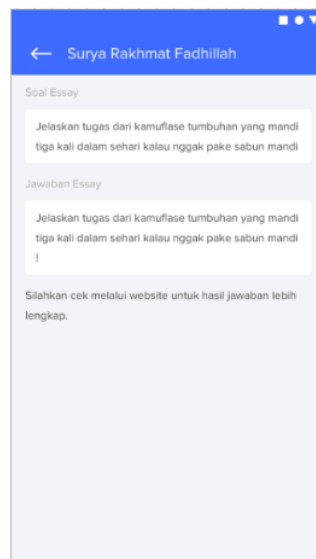 Surya Rakhmat Fadhillah
Soal Essay
Jelaskan tugas dari kamuflase tumbuhan yang mandi
tiga kali dalam sehari kalau nggak pake sabun mandi
Jawaban Essay
Jelaskan tugas dari kamuflase tumbuhan yang mandi
tiga kali dalam sehari kalau nggak pake sabun mandi
!
Silahkan cek melalui website untuk hasil jawaban lebih
lengkap.